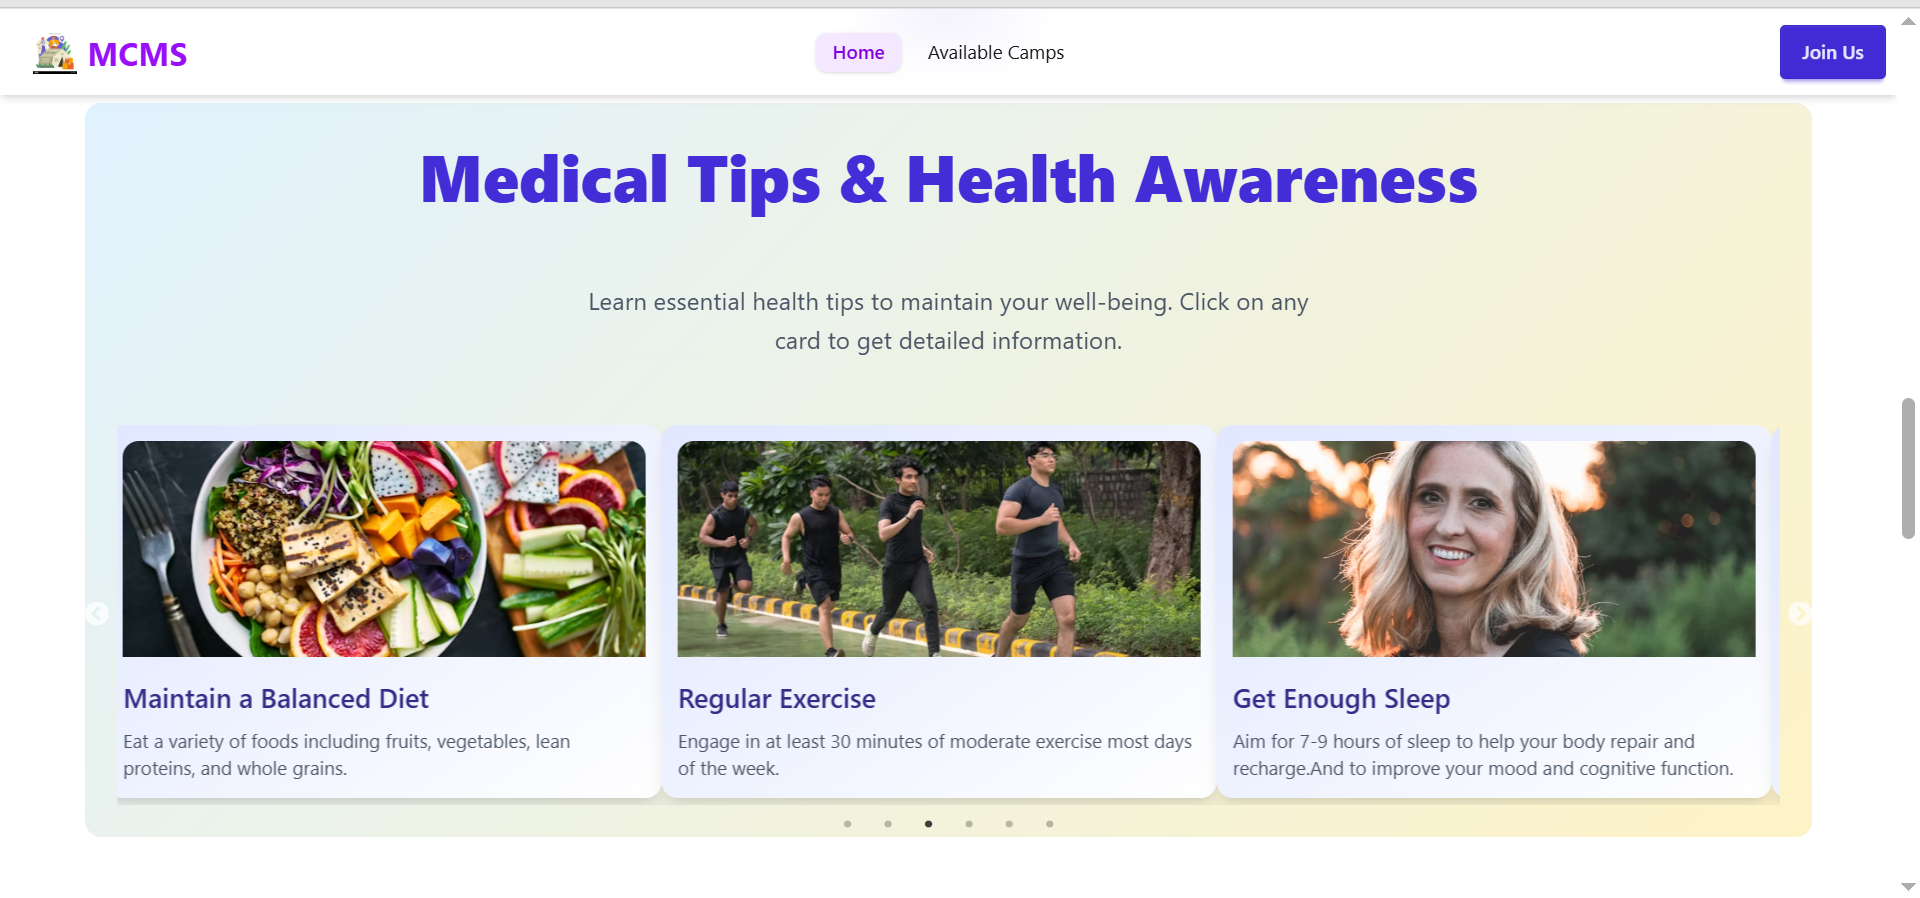 MCMS
Home
Available Camps
Join Us
Medical Tips & Health Awareness
Learn essential health tips to maintain your well-being. Click on any
card to get detailed information.
Maintain a Balanced Diet
Eat a variety of foods including fruits, vegetables, lean
proteins, and whole grains.
Regular Exercise
Engage in at least 30 minutes of moderate exercise most days
of the week.
Get Enough Sleep
Aim for 7-9 hours of sleep to help your body repair and
recharge.And to improve your mood and cognitive function.